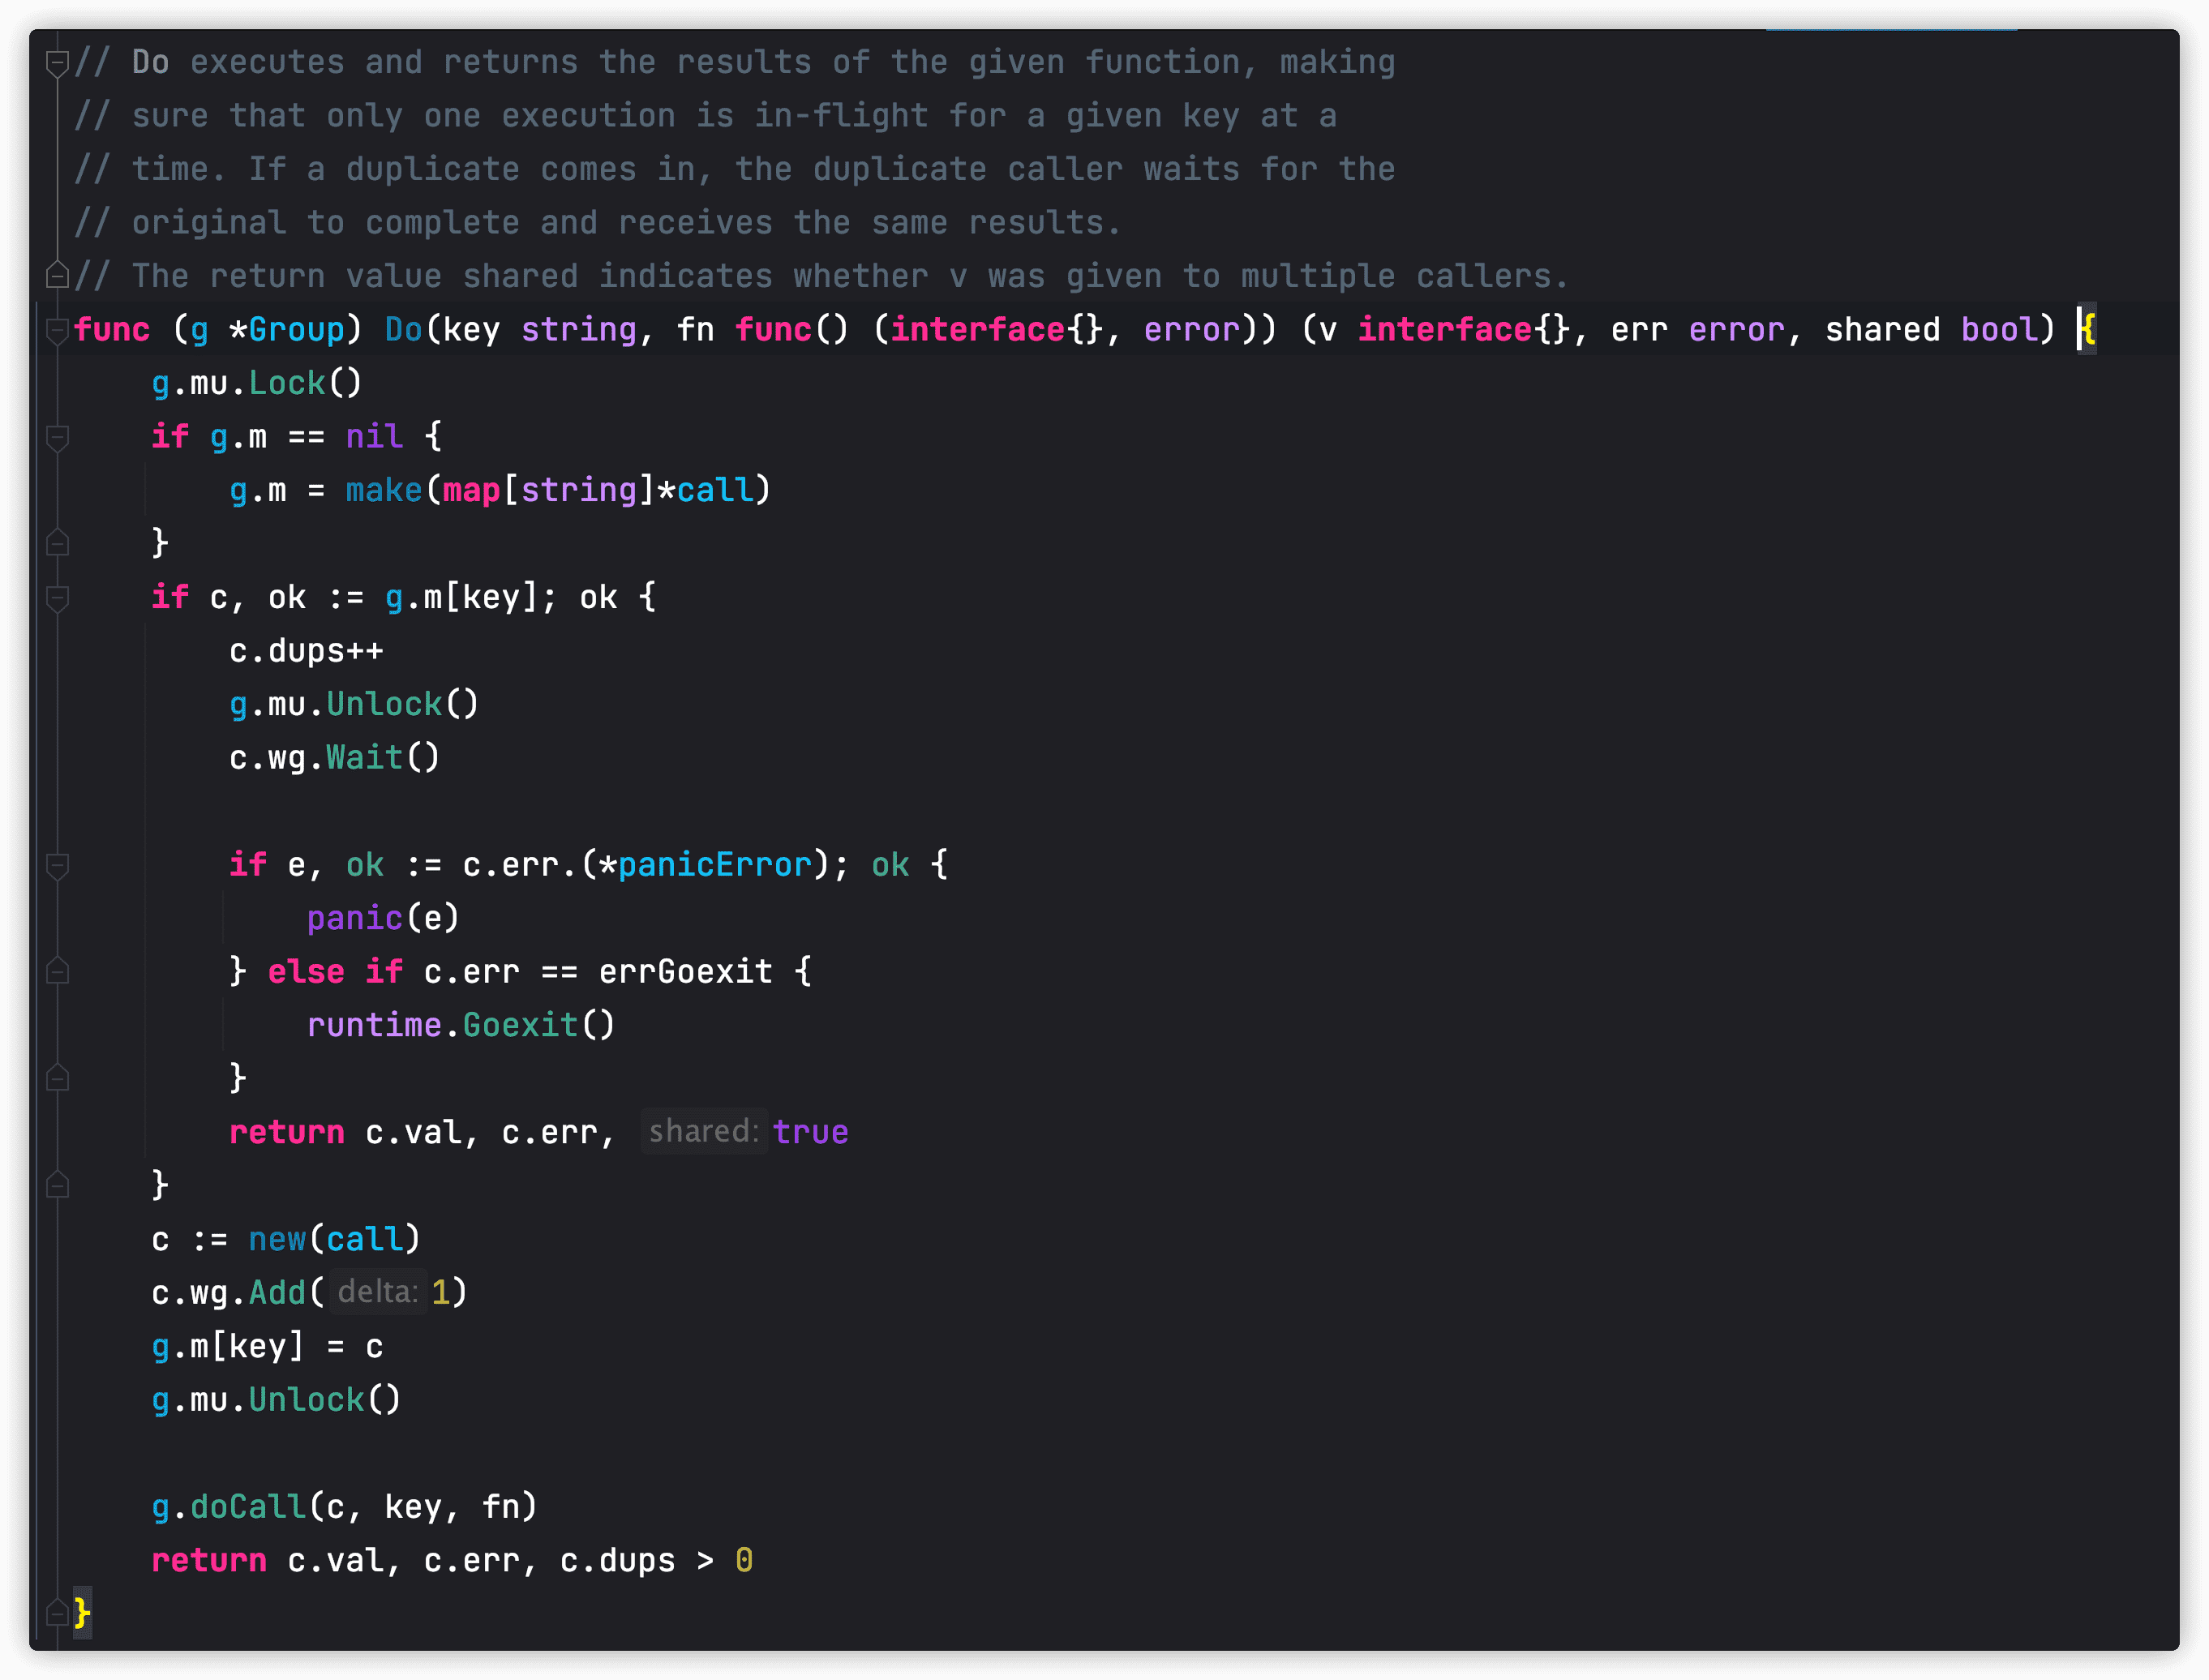 // Do executes and returns the results of the given function, making
// sure that only one execution is in-flight for a given key at a
// time. If a duplicate comes in, the duplicate caller waits for the
// original to complete and receives the same results.
// The return value shared indicates whether v was given to multiple callers.
func (g *Group) Do(key string, fn func() (interface{}, error)) (v interface{}, err error, shared bool) {
    g.mu.Lock()
    if g.m == nil {
        g.m = make(map[string]*call)
    }
    if c, ok := g.m[key]; ok {
        c.dups++
        g.mu.Unlock()
        c.wg.Wait()

        if e, ok := c.err.(*panicError); ok {
            panic(e)
        } else if c.err == errGoexit {
            runtime.Goexit()
        }
        return c.val, c.err, shared: true
    }
    c := new(call)
    c.wg.Add( delta: 1)
    g.m[key] = c
    g.mu.Unlock()

    g.doCall(c, key, fn)
    return c.val, c.err, c.dups > 0
}